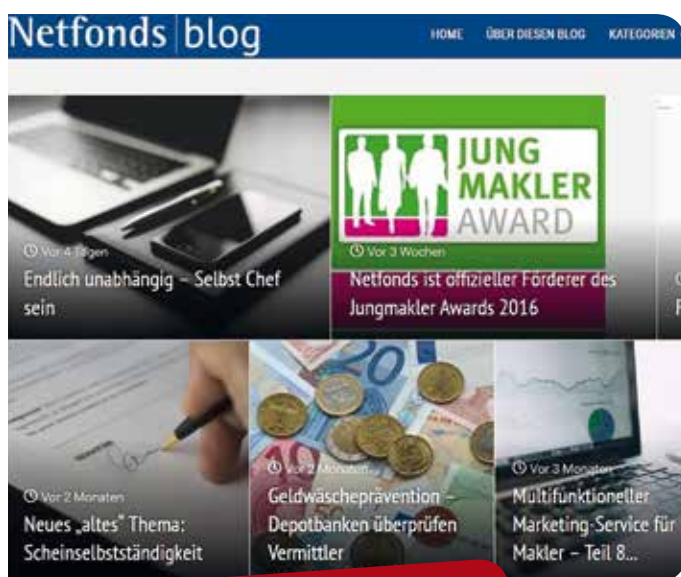 Netfonds blog
HOME ÜBER DIESEN BLOG KATEGORIEN
JUNG
MAKLER
AWARD
Vor 4 Tagen
Endlich unabhängig – Selbst Chef
sein
Vor 3 Wochen
Netfonds ist offizieller Förderer des
Jungmakler Awards 2016
Vor 2 Monaten
Neues „altes“ Thema:
Scheinselbstständigkeit
20
Vor 2 Monaten
Geldwäscheprävention –
Depotbanken überprüfen
Vermittler
Vor 3 Monaten
Multifunktioneller
Marketing-Service für
Makler – Teil 8...